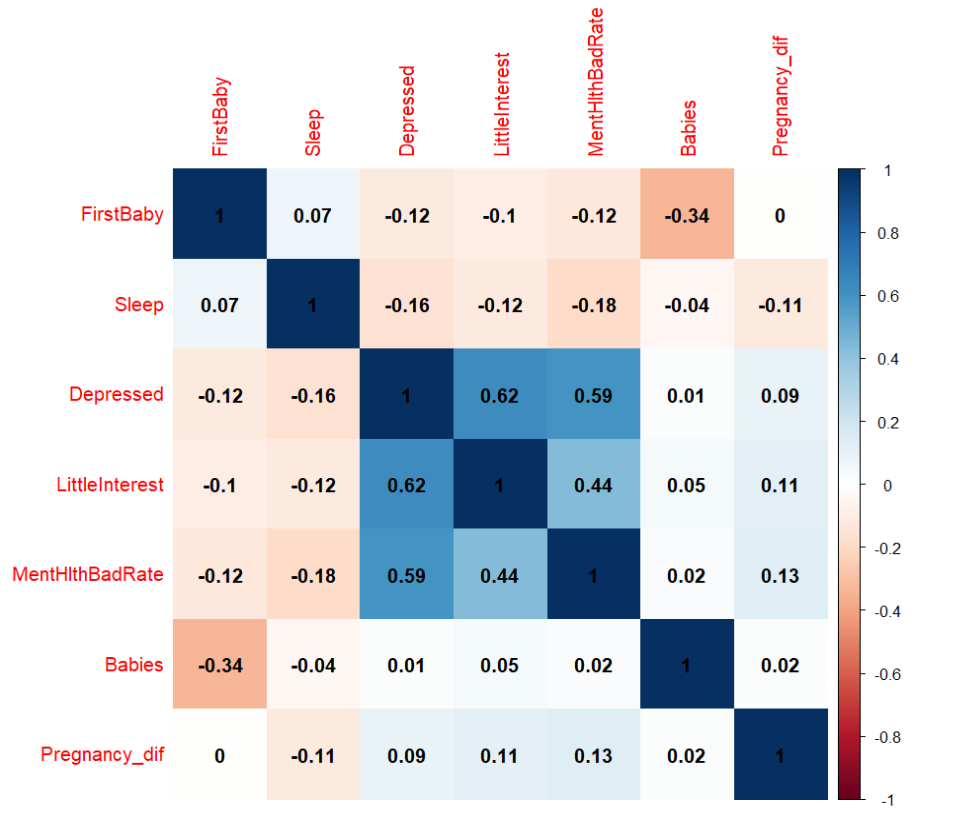 FirstBaby Sleep Depressed LittleInterest MentHlthBadRate Babies Pregnancy_dif
1
FirstBaby 1 0.07 -0.12 -0.1 -0.12 -0.34 0
0.8
Sleep 0.07 1 -0.16 -0.12 -0.18 -0.04 -0.11
0.6
Depressed -0.12 -0.16 1 0.62 0.59 0.01 0.09
0.4
0.2
LittleInterest -0.1 -0.12 0.62 1 0.44 0.05 0.11
0
-0.2
MentHlthBadRate -0.12 -0.18 0.59 0.44 1 0.02 0.13
-0.4
Babies -0.34 -0.04 0.01 0.05 0.02 1 0.02
-0.6
-0.8
Pregnancy_dif 0 -0.11 0.09 0.11 0.13 0.02 1
-1